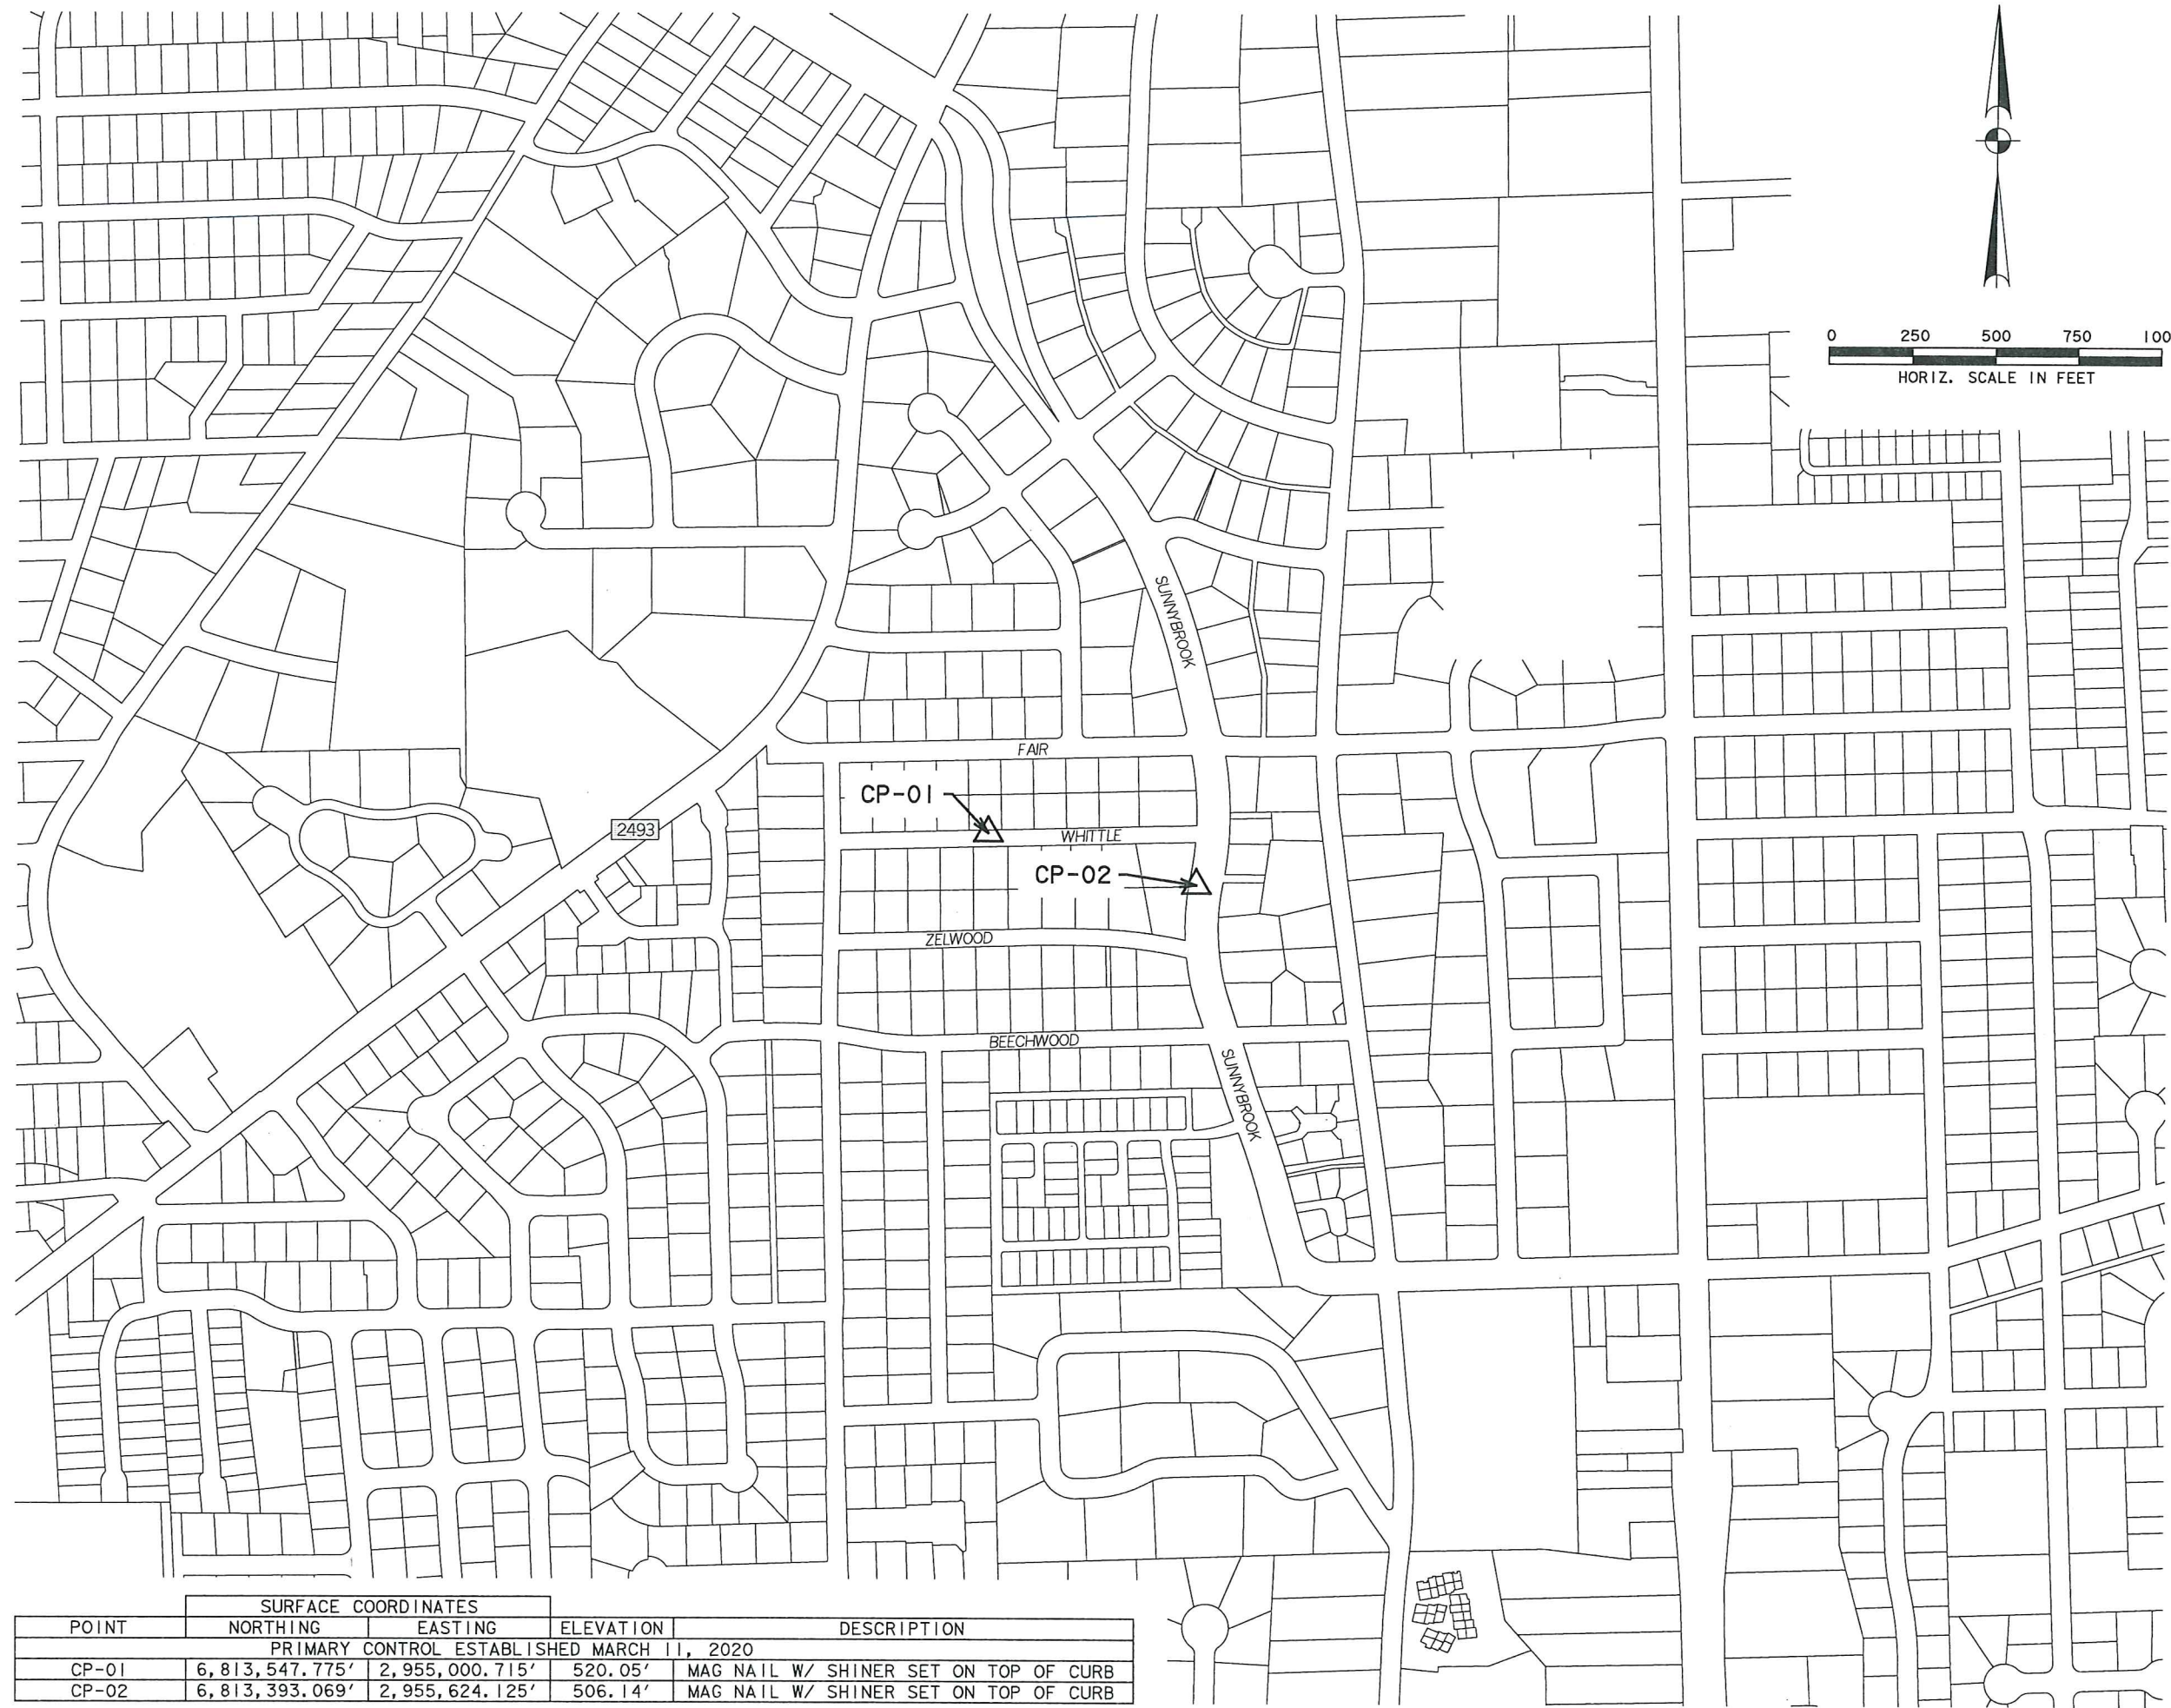 0 250 500 750 100
HORIZ. SCALE IN FEET
SUNNYBROOK
FAIR
CP-01
2493
WHITTLE
CP-02
ZELWOOD
BEECHWOOD
SUNNYBROOK
SURFACE COORDINATES
POINT NORTHING EASTING ELEVATION DESCRIPTION
PRIMARY CONTROL ESTABLISHED MARCH 11, 2020
CP-01 6,813,547.775' 2,955,000.715' 520.05' MAG NAIL W/ SHINER SET ON TOP OF CURB
CP-02 6,813,393.069' 2,955,624.125' 506.14' MAG NAIL W/ SHINER SET ON TOP OF CURB